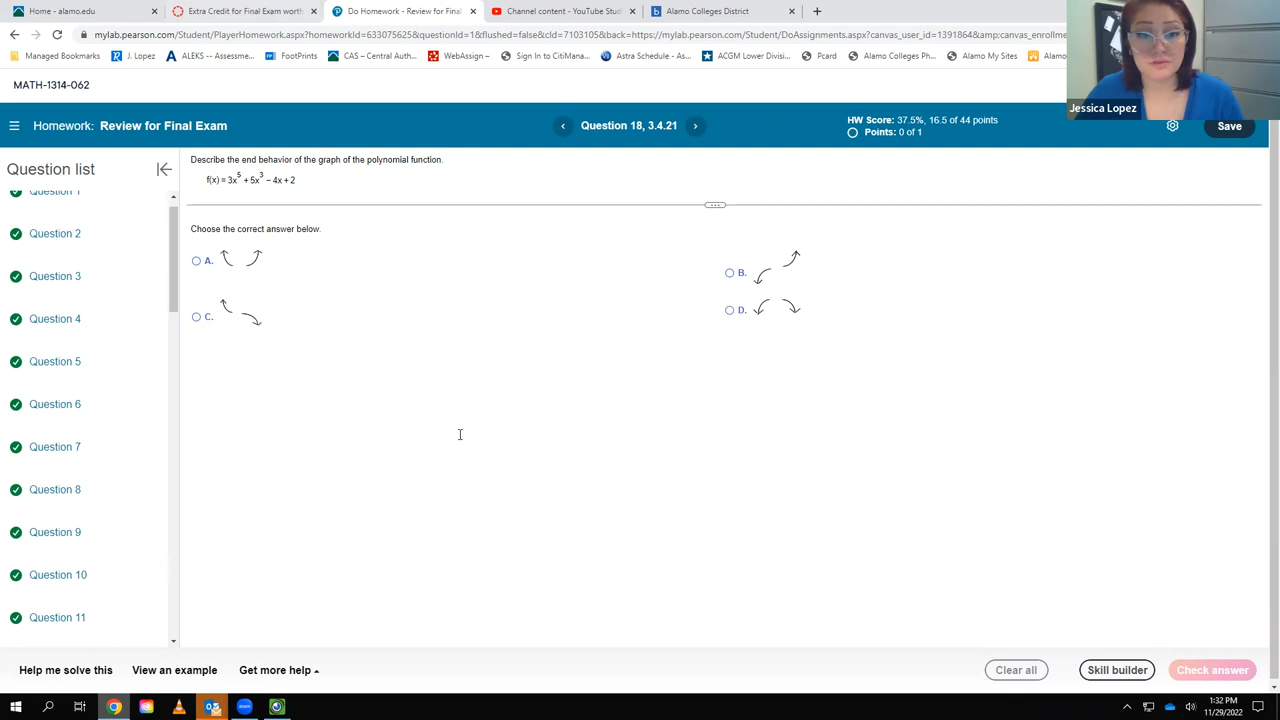 Home - alamo.edu
Extra Credit for Final Exam worth
Do Homework - Review for Final
Channel content - YouTube Stud
Alamo Colleges District
mylab.pearson.com/Student/PlayerHomework.aspx?homeworkId=633075625&questionId=1&flushed=false&cId=7103105&back=https://mylab.pearson.com/Student/DoAssignments.aspx?canvas_user_id=1391864&amp;canvas_enrollme
Managed Bookmarks
J. Lopez
ALEKS -- Assessme...
FootPrints
CAS – Central Auth...
WebAssign –
Sign In to CitiMana...
Astra Schedule - As...
ACGM Lower Divisi...
Pcard
Alamo Colleges Ph...
Alamo My Sites
Alamo
Jessica Lopez
MATH-1314-062
Homework: Review for Final Exam
Question 18, 3.4.21
HW Score: 37.5%, 16.5 of 44 points
Points: 0 of 1
Save
Question list
Question 1
Question 2
Question 3
Question 4
Question 5
Question 6
Question 7
Question 8
Question 9
Question 10
Question 11
Describe the end behavior of the graph of the polynomial function.
f(x) = 3x⁵ + 5x³ − 4x + 2
Choose the correct answer below.
A.
B.
C.
D.
Help me solve this
View an example
Get more help
Clear all
Skill builder
Check answer
1:32 PM
11/29/2022